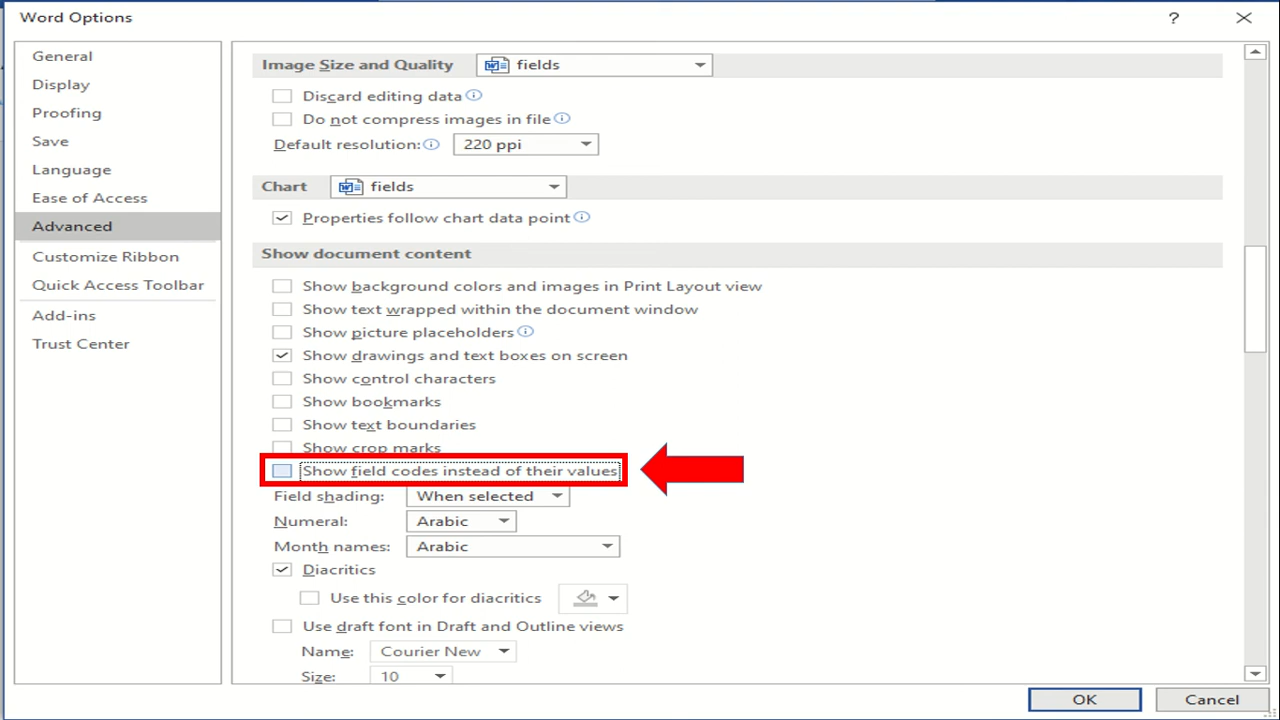 Word Options
?
General
Display
Proofing
Save
Language
Ease of Access
Advanced
Customize Ribbon
Quick Access Toolbar
Add-ins
Trust Center
Image Size and Quality fields
Discard editing data
Do not compress images in file
Default resolution: 220 ppi
Chart fields
Properties follow chart data point
Show document content
Show background colors and images in Print Layout view
Show text wrapped within the document window
Show picture placeholders
Show drawings and text boxes on screen
Show control characters
Show bookmarks
Show text boundaries
Show crop marks
Show field codes instead of their values
Field shading: When selected
Numeral: Arabic
Month names: Arabic
Diacritics
Use this color for diacritics
Use draft font in Draft and Outline views
Name: Courier New
Size: 10
OK Cancel